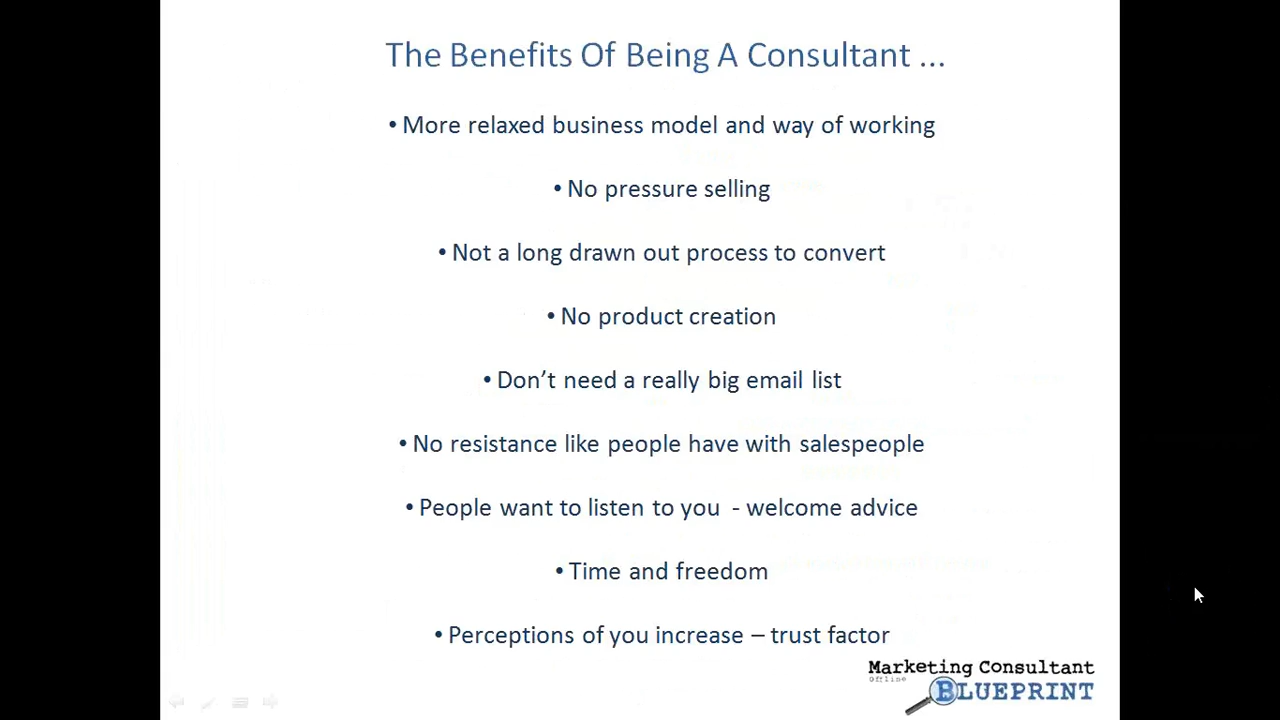 The Benefits Of Being A Consultant ...
• More relaxed business model and way of working
• No pressure selling
• Not a long drawn out process to convert
• No product creation
• Don’t need a really big email list
• No resistance like people have with salespeople
• People want to listen to you  - welcome advice
• Time and freedom
• Perceptions of you increase – trust factor
Marketing Consultant
Offline
BLUEPRINT